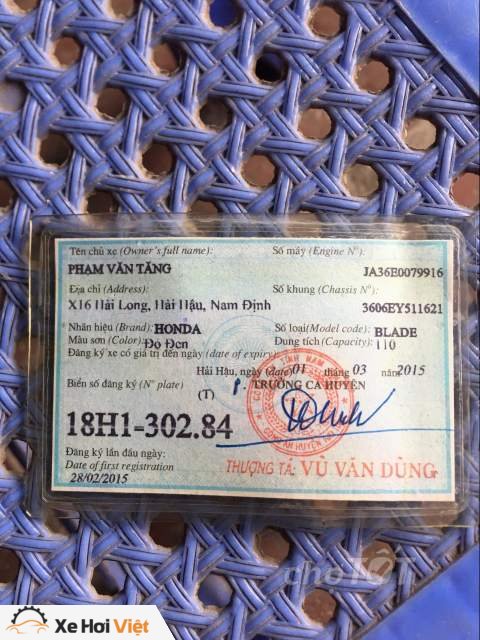 Tên chủ xe (Owner's full name): Số máy (Engine N°):
PHẠM VĂN TĂNG JA36E0079916
Địa chỉ (Address): Số khung (Chassis N°):
X16 Hải Long, Hải Hậu, Nam Định 3606EY511621
Nhãn hiệu (Brand): HONDA Số loại(Model code): BLADE
Màu sơn (Color): Đỏ Đen Dung tích (Capacity): 110
Đăng ký xe có giá trị đến ngày (date of expiry)
Hải Hậu, ngày (date) 01 tháng 03 năm 2015
Biển số đăng ký (N° plate) P. TRƯỞNG CA HUYỆN
(T)
18H1-302.84
Đăng ký lần đầu ngày:
Date of first registration THƯỢNG TÁ: VŨ VĂN DŨNG
28/02/2015
choTỐT
Xe Hơi Việt